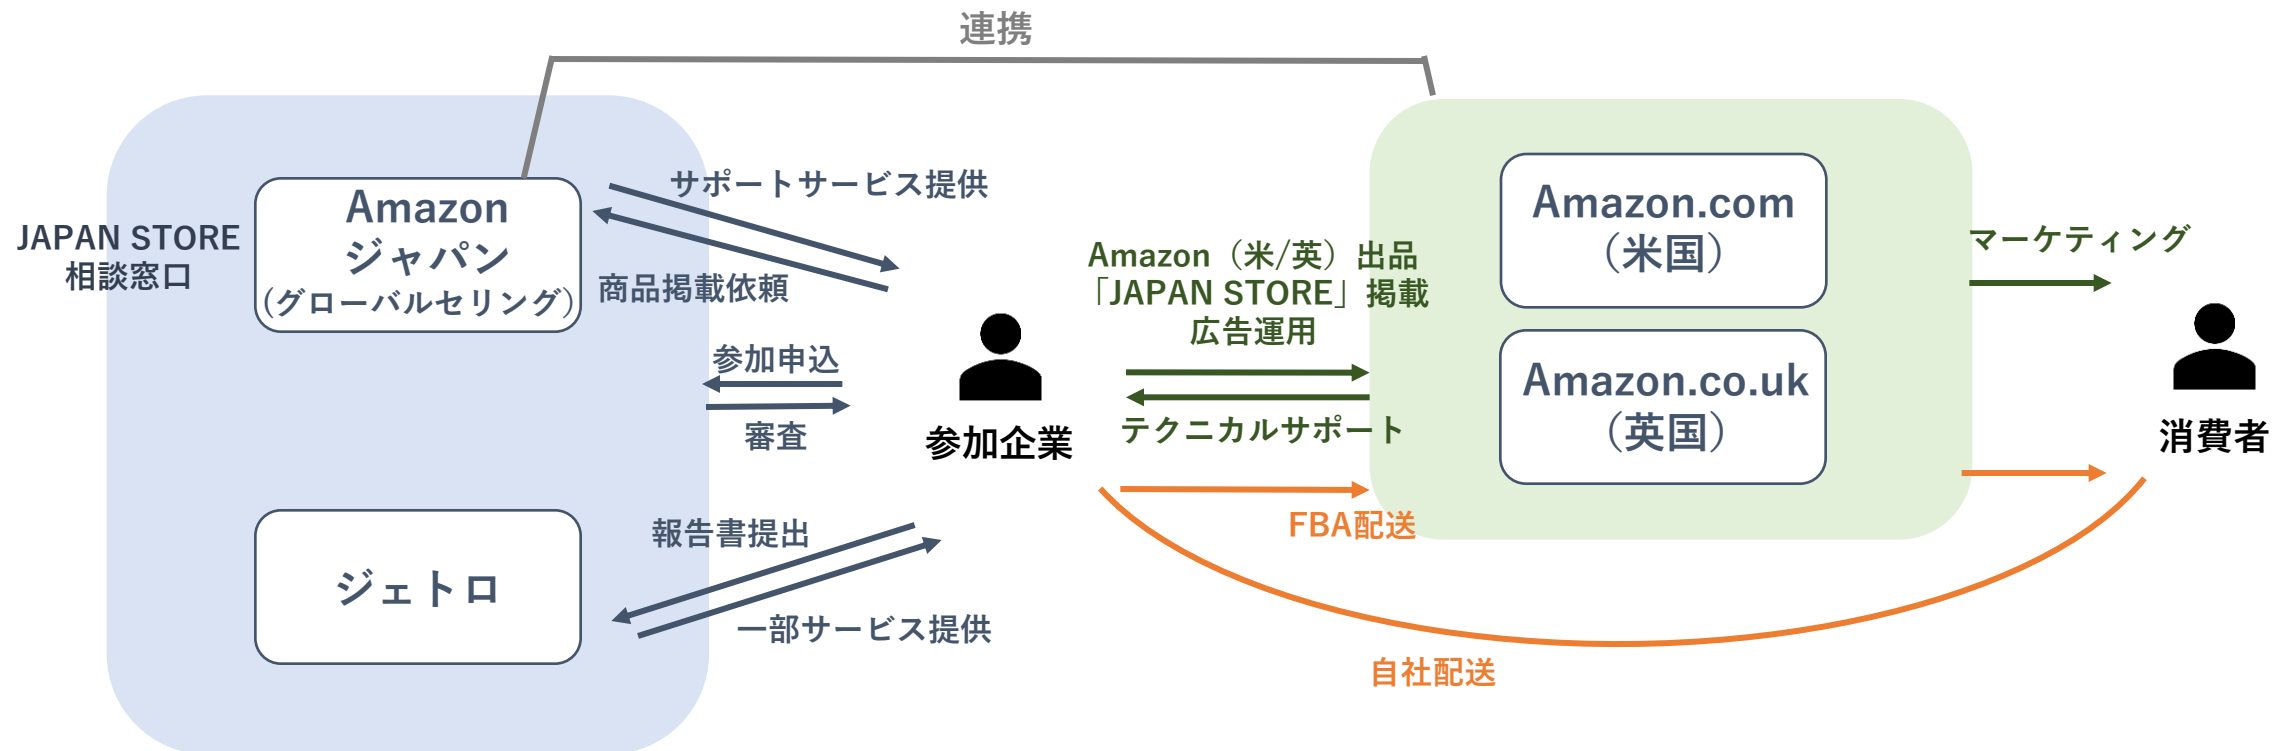 連携
JAPAN STORE
相談窓口
Amazon
ジャパン
(グローバルセリング)
サポートサービス提供
商品掲載依頼
参加申込
審査
ジェトロ
報告書提出
一部サービス提供
参加企業
Amazon（米/英）出品
「JAPAN STORE」掲載
広告運用
テクニカルサポート
FBA配送
自社配送
Amazon.com
（米国）
Amazon.co.uk
（英国）
マーケティング
消費者